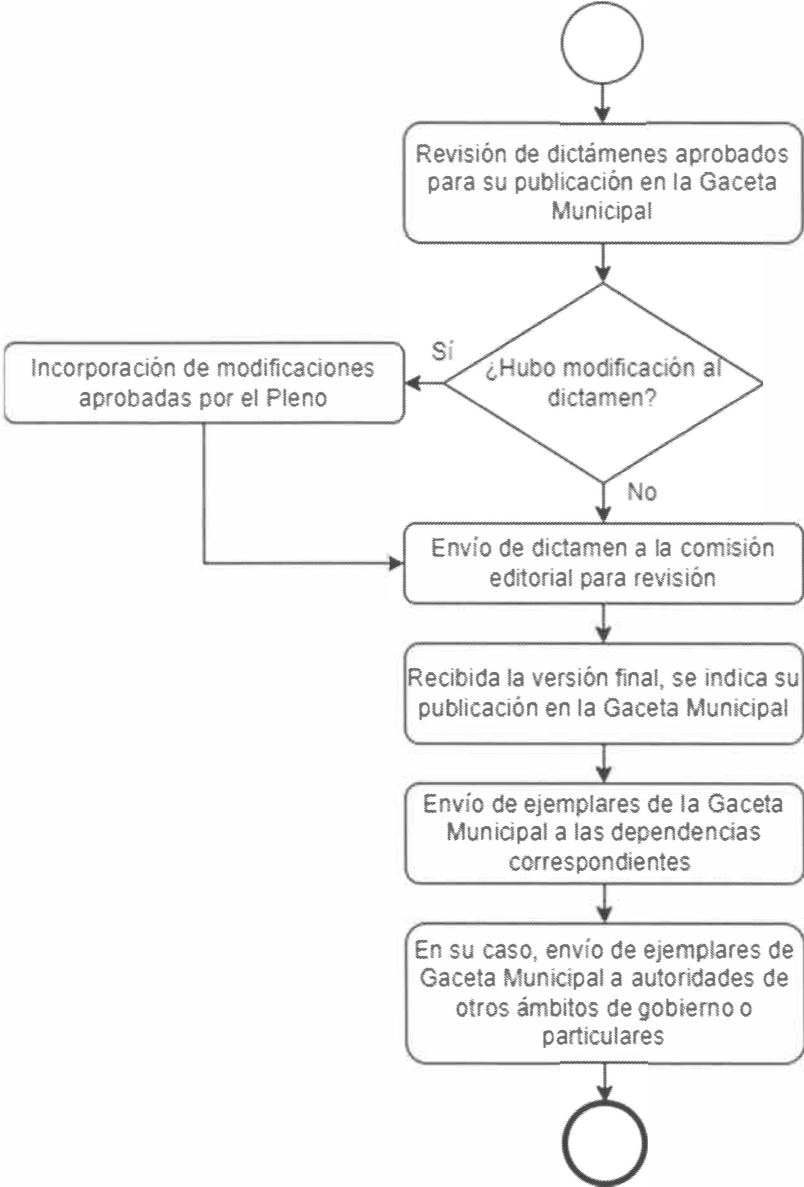 Revisión de dictámenes aprobados
para su publicación en la Gaceta
Municipal
¿Hubo modificación al
dictamen?
Sí
Incorporación de modificaciones
aprobadas por el Pleno
No
Envío de dictamen a la comisión
editorial para revisión
Recibida la versión final, se indica su
publicación en la Gaceta Municipal
Envío de ejemplares de la Gaceta
Municipal a las dependencias
correspondientes
En su caso, envío de ejemplares de
Gaceta Municipal a autoridades de
otros ámbitos de gobierno o
particulares